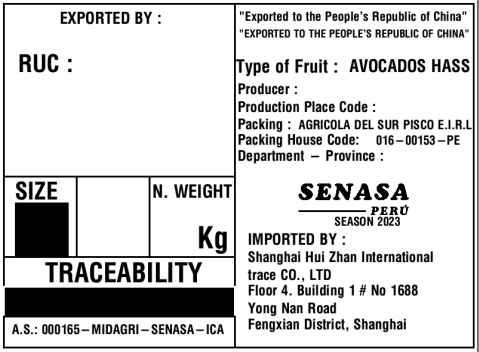 EXPORTED BY :
RUC :
SIZE
N. WEIGHT
Kg
TRACEABILITY
A.S.: 000165-MIDAGRI-SENASA-ICA
"Exported to the People's Republic of China"
"EXPORTED TO THE PEOPLE'S REPUBLIC OF CHINA"
Type of Fruit : AVOCADOS HASS
Producer :
Production Place Code :
Packing : AGRICOLA DEL SUR PISCO E.I.R.L
Packing House Code: 016-00153-PE
Department - Province :
SENASA
PERÚ
SEASON 2023
IMPORTED BY :
Shanghai Hui Zhan International
trace CO., LTD
Floor 4. Building 1 # No 1688
Yong Nan Road
Fengxian District, Shanghai